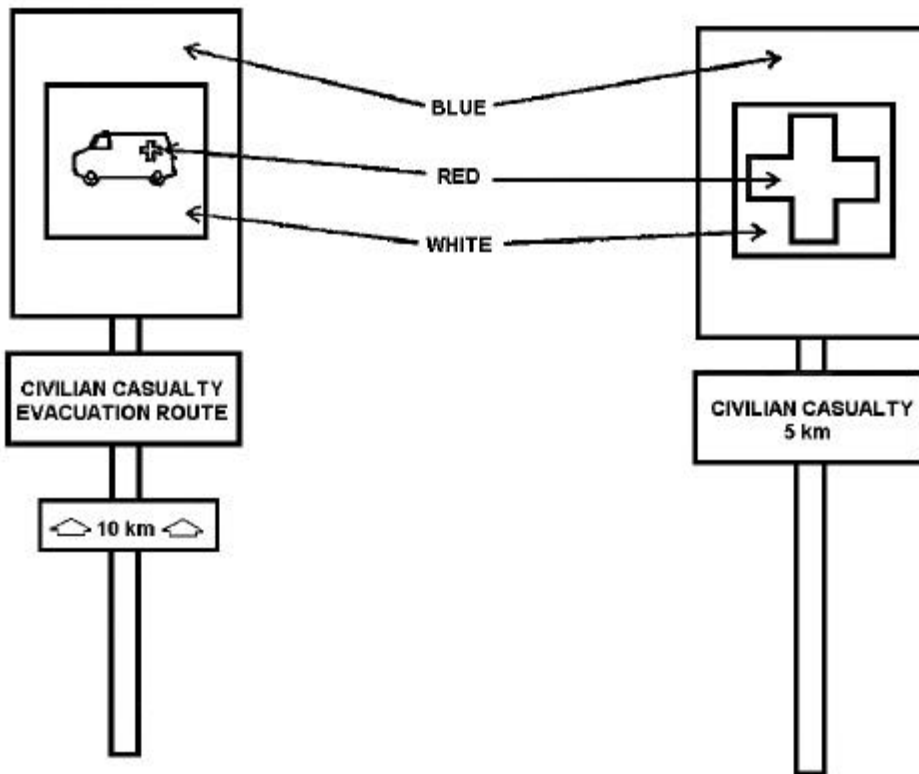 BLUE
RED
WHITE
CIVILIAN CASUALTY
EVACUATION ROUTE
10 km
CIVILIAN CASUALTY
5 km